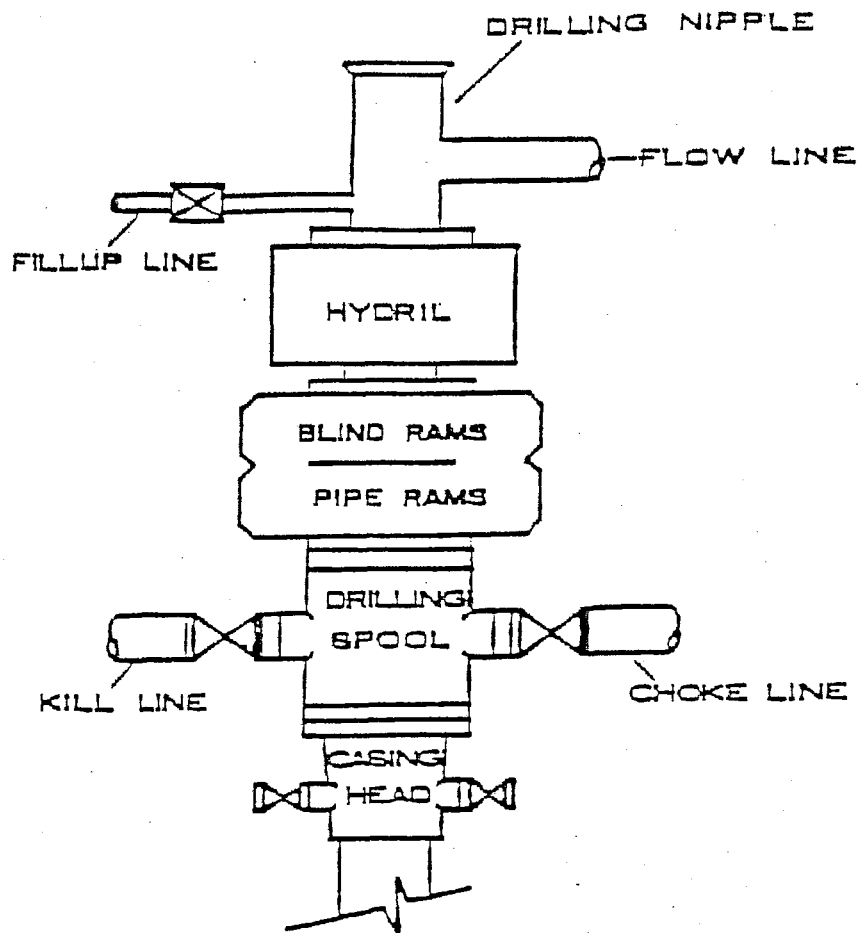 DRILLING NIPPLE
FLOW LINE
FILLUP LINE
HYDRIL
BLIND RAMS
PIPE RAMS
DRILLING
SPOOL
KILL LINE
CHOKE LINE
CASING
HEAD